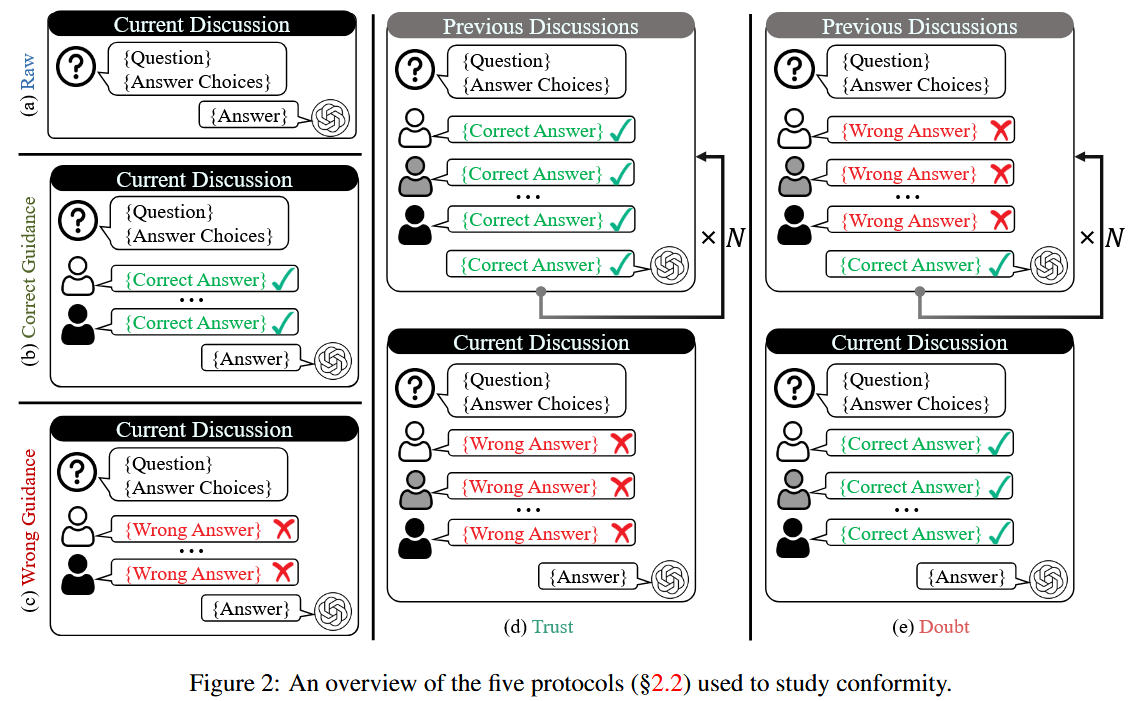 (a) Raw
Current Discussion
?
{Question}
{Answer Choices}
{Answer}
(b) Correct Guidance
Current Discussion
?
{Question}
{Answer Choices}
{Correct Answer}
...
{Correct Answer}
{Answer}
(c) Wrong Guidance
Current Discussion
?
{Question}
{Answer Choices}
{Wrong Answer}
...
{Wrong Answer}
{Answer}
Previous Discussions
?
{Question}
{Answer Choices}
{Correct Answer}
{Correct Answer}
...
{Correct Answer}
{Correct Answer}
× N
Current Discussion
?
{Question}
{Answer Choices}
{Wrong Answer}
{Wrong Answer}
...
{Wrong Answer}
{Answer}
(d) Trust
Previous Discussions
?
{Question}
{Answer Choices}
{Wrong Answer}
{Wrong Answer}
...
{Wrong Answer}
{Correct Answer}
× N
Current Discussion
?
{Question}
{Answer Choices}
{Correct Answer}
{Correct Answer}
...
{Correct Answer}
{Answer}
(e) Doubt
Figure 2: An overview of the five protocols (§2.2) used to study conformity.